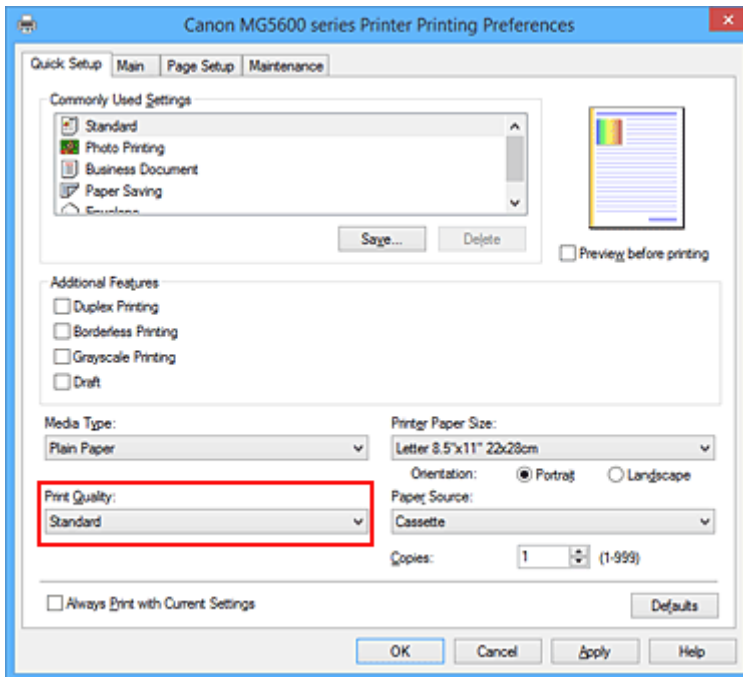 Canon MG5600 series Printer Printing Preferences
Quick Setup Main Page Setup Maintenance
Commonly Used Settings
Standard
Photo Printing
Business Document
Paper Saving
Envelope
Save... Delete
Preview before printing
Additional Features
Duplex Printing
Borderless Printing
Grayscale Printing
Draft
Media Type:
Plain Paper
Printer Paper Size:
Letter 8.5"x11" 22x28cm
Orientation: Portrait Landscape
Print Quality:
Standard
Paper Source:
Cassette
Copies: 1 (1-999)
Always Print with Current Settings
Defaults
OK Cancel Apply Help